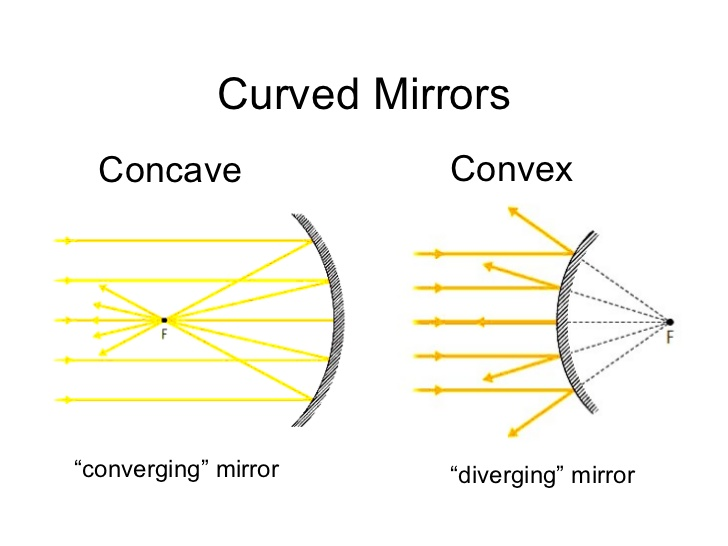 Curved Mirrors
Concave
Convex
F
F
“converging” mirror
“diverging” mirror